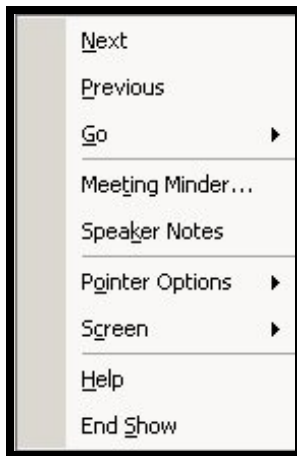 Next
Previous
Go
Meeting Minder...
Speaker Notes
Pointer Options
Screen
Help
End Show